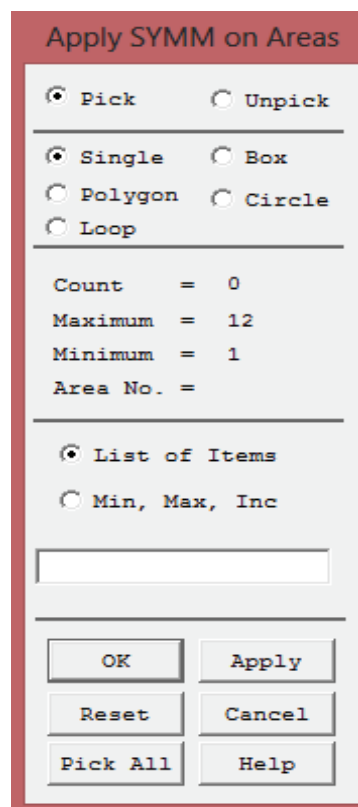 Apply SYMM on Areas
Pick Unpick
Single Box
Polygon Circle
Loop
Count = 0
Maximum = 12
Minimum = 1
Area No. =
List of Items
Min, Max, Inc
OK Apply
Reset Cancel
Pick All Help